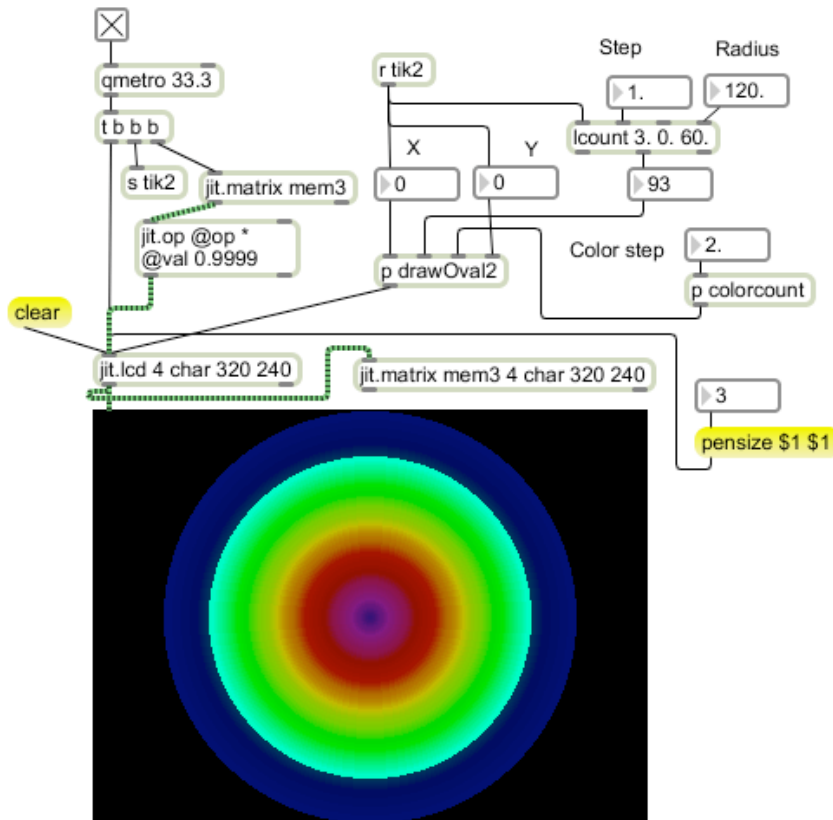 qmetro 33.3
t b b b
s tik2
jit.matrix mem3
jit.op @op *
@val 0.9999
clear
r tik2
X
Y
0
0
Step
Radius
1.
120.
lcount 3. 0. 60.
93
p drawOval2
Color step
2.
p colorcount
jit.lcd 4 char 320 240
jit.matrix mem3 4 char 320 240
3
pensize $1 $1